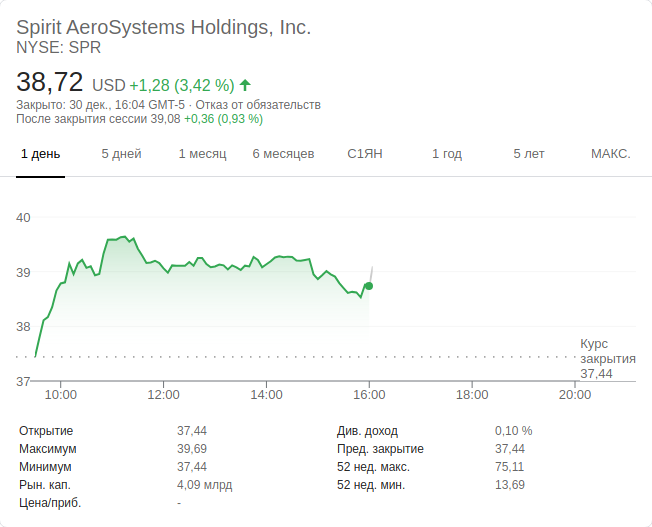 Spirit AeroSystems Holdings, Inc.
NYSE: SPR
38,72 USD +1,28 (3,42 %)
Закрыто: 30 дек., 16:04 GMT-5 · Отказ от обязательств
После закрытия сессии 39,08 +0,36 (0,93 %)
1 день 5 дней 1 месяц 6 месяцев С1ЯН 1 год 5 лет МАКС.
40
39
38
37
Курс
закрытия
37,44
10:00 12:00 14:00 16:00 18:00 20:00
Открытие 37,44 Див. доход 0,10 %
Максимум 39,69 Пред. закрытие 37,44
Минимум 37,44 52 нед. макс. 75,11
Рын. кап. 4,09 млрд 52 нед. мин. 13,69
Цена/приб. -